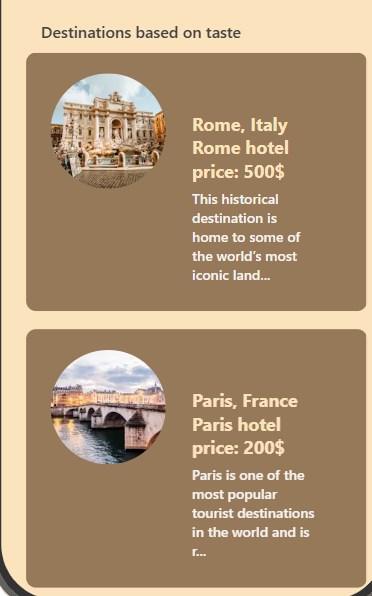 Destinations based on taste
Rome, Italy
Rome hotel
price: 500$
This historical
destination is
home to some of
the world's most
iconic land...
Paris, France
Paris hotel
price: 200$
Paris is one of the
most popular
tourist destinations
in the world and is
r...